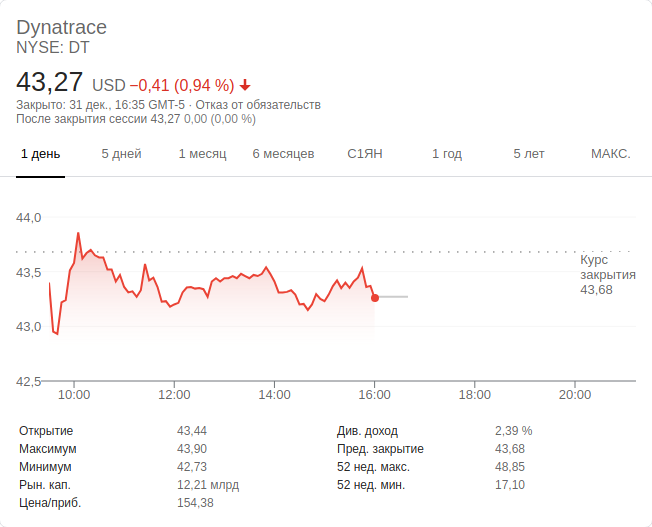 Dynatrace
NYSE: DT
43,27 USD −0,41 (0,94 %)
Закрыто: 31 дек., 16:35 GMT-5 · Отказ от обязательств
После закрытия сессии 43,27 0,00 (0,00 %)
1 день 5 дней 1 месяц 6 месяцев С1ЯН 1 год 5 лет МАКС.
44,0
Курс
закрытия
43,68
43,5
43,0
42,5
10:00 12:00 14:00 16:00 18:00 20:00
Открытие 43,44 Див. доход 2,39 %
Максимум 43,90 Пред. закрытие 43,68
Минимум 42,73 52 нед. макс. 48,85
Рын. кап. 12,21 млрд 52 нед. мин. 17,10
Цена/приб. 154,38